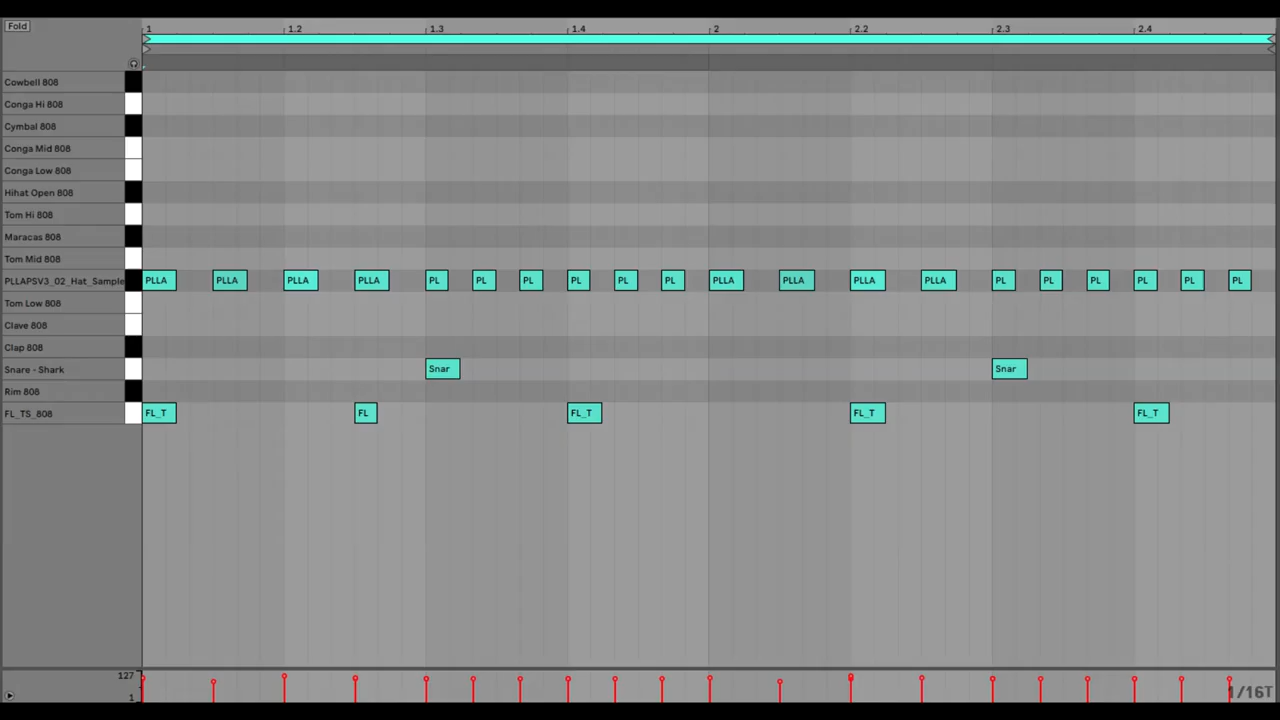 Fold
1 1.2 1.3 1.4 2 2.2 2.3 2.4
Cowbell 808
Conga Hi 808
Cymbal 808
Conga Mid 808
Conga Low 808
Hihat Open 808
Tom Hi 808
Maracas 808
Tom Mid 808
PLLAPSV3_02_Hat_Sample PLLA PLLA PLLA PLLA PL PL PL PL PL PL PLLA PLLA PLLA PLLA PL PL PL PL PL PL
Tom Low 808
Clave 808
Clap 808
Snare - Shark Snar Snar
Rim 808
FL_TS_808 FL_T FL FL_T FL_T FL_T
127
1 1/16T